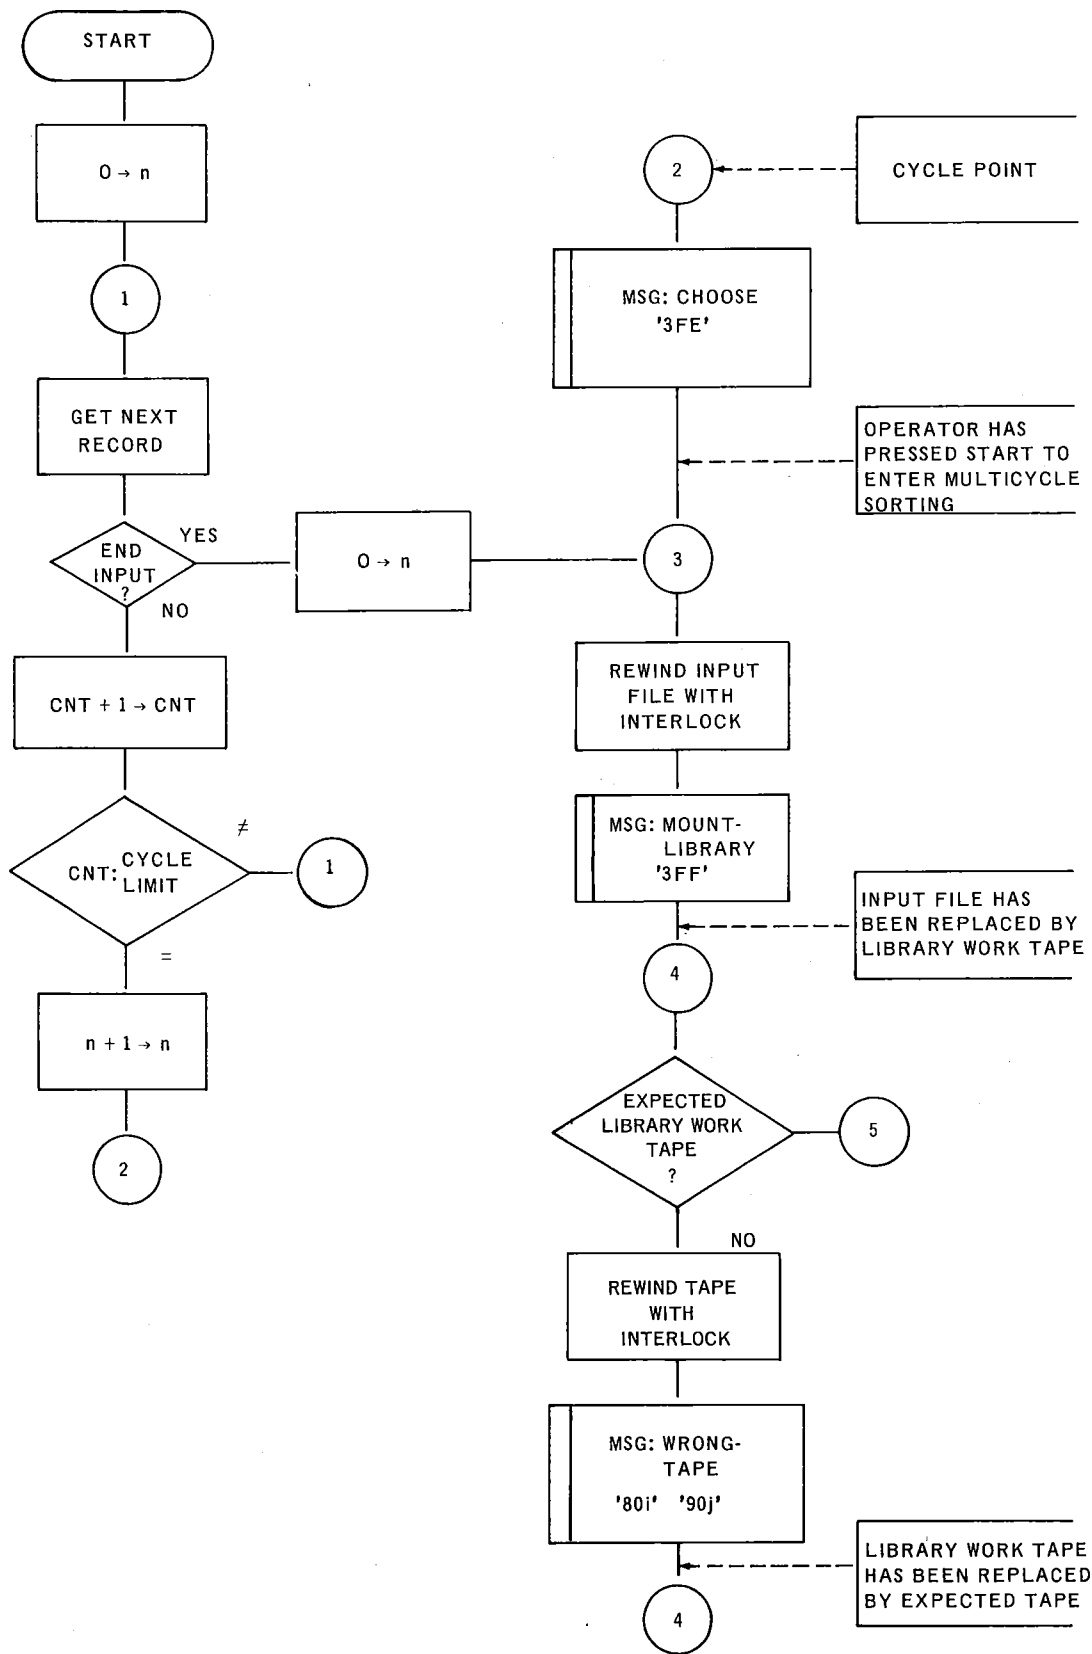 START
0 → n
1
GET NEXT
RECORD
END
INPUT
?
YES
NO
0 → n
CNT + 1 → CNT
CNT: CYCLE
LIMIT
≠
1
=
n + 1 → n
2
2
CYCLE POINT
MSG: CHOOSE
'3FE'
OPERATOR HAS
PRESSED START TO
ENTER MULTICYCLE
SORTING
3
REWIND INPUT
FILE WITH
INTERLOCK
MSG: MOUNT-
LIBRARY
'3FF'
INPUT FILE HAS
BEEN REPLACED BY
LIBRARY WORK TAPE
4
EXPECTED
LIBRARY WORK
TAPE
?
5
NO
REWIND TAPE
WITH
INTERLOCK
MSG: WRONG-
TAPE
'80i' '90j'
LIBRARY WORK TAPE
HAS BEEN REPLACED
BY EXPECTED TAPE
4